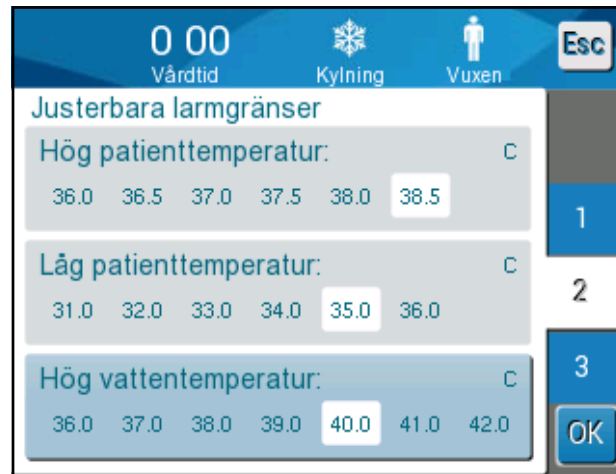 0 00
Vårdtid
Kylning
Vuxen
Esc
Justerbara larmgränser
Hög patienttemperatur: C
36.0 36.5 37.0 37.5 38.0 38.5
1
Låg patienttemperatur: C
31.0 32.0 33.0 34.0 35.0 36.0
2
Hög vattentemperatur: C
36.0 37.0 38.0 39.0 40.0 41.0 42.0
3
OK